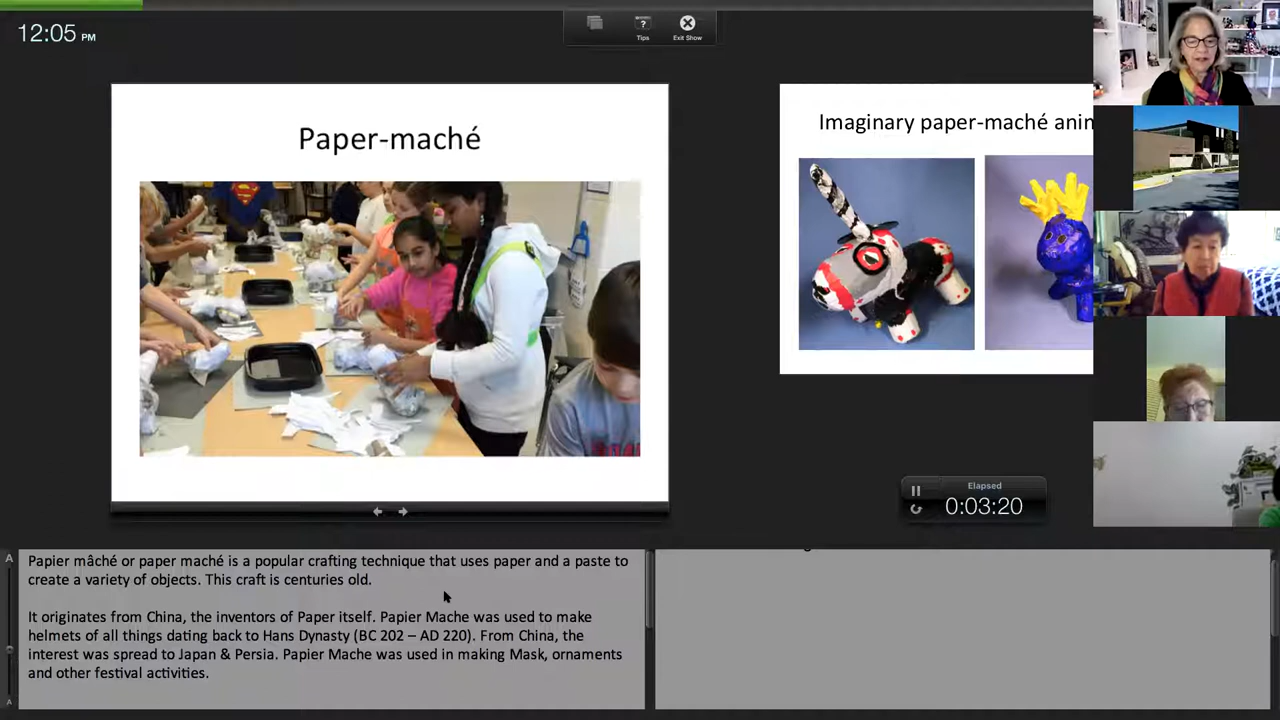 12:05 PM
Tips
Exit Show
Paper-maché
Imaginary paper-maché anim
Elapsed
0:03:20
A
Papier mâché or paper maché is a popular crafting technique that uses paper and a paste to
create a variety of objects. This craft is centuries old.
It originates from China, the inventors of Paper itself. Papier Mache was used to make
helmets of all things dating back to Hans Dynasty (BC 202 – AD 220). From China, the
interest was spread to Japan & Persia. Papier Mache was used in making Mask, ornaments
and other festival activities.
A